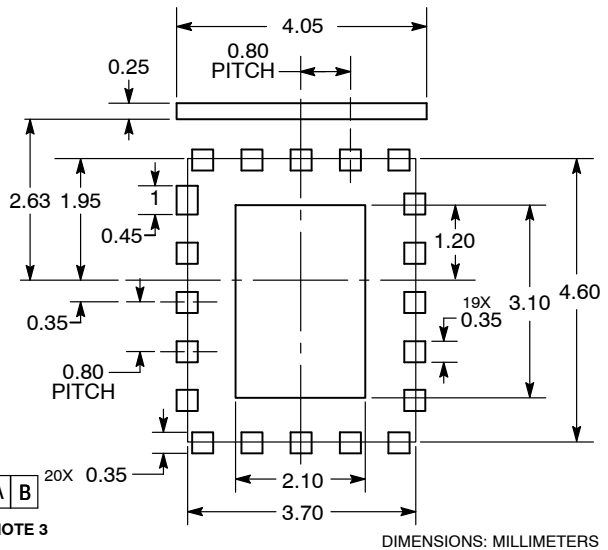 4.05
0.80
PITCH
0.25
2.63
1.95
1
0.45
1.20
19X
0.35
3.10
4.60
0.35
0.80
PITCH
20X 0.35
2.10
3.70
B
NOTE 3
DIMENSIONS: MILLIMETERS